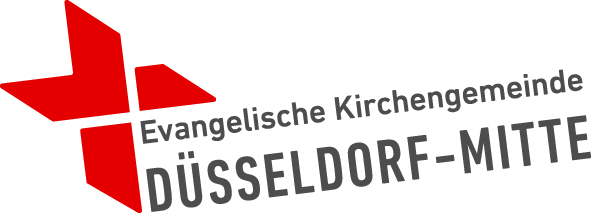 Evangelische Kirchengemeinde
DÜSSELDORF-MITTE